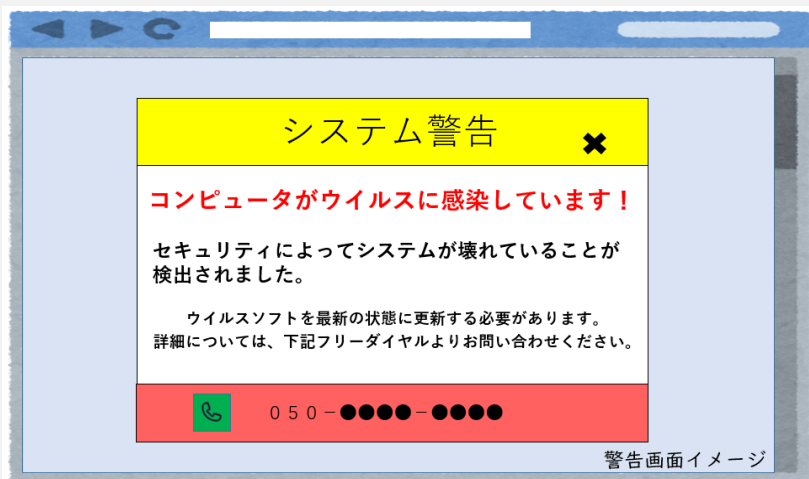 システム警告
コンピュータがウイルスに感染しています！
セキュリティによってシステムが壊れていることが
検出されました。
ウイルスソフトを最新の状態に更新する必要があります。
詳細については、下記フリーダイヤルよりお問い合わせください。
０５０－●●●●－●●●●
警告画面イメージ